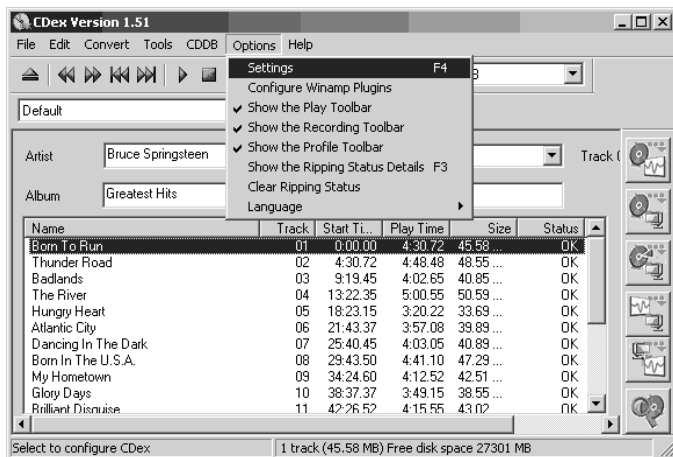 CDex Version 1.51
File Edit Convert Tools CDDB Options Help
Settings F4
Configure Winamp Plugins
Default
Show the Play Toolbar
Show the Recording Toolbar
Show the Profile Toolbar
Show the Ripping Status Details F3
Clear Ripping Status
Language
Artist Bruce Springsteen Track
Album Greatest Hits
Name Track Start Ti... Play Time Size Status
Born To Run 01 0:00.00 4:30.72 45.58 ... OK
Thunder Road 02 4:30.72 4:48.48 48.55 ... OK
Badlands 03 9:19.45 4:02.65 40.85 ... OK
The River 04 13:22.35 5:00.55 50.59 ... OK
Hungry Heart 05 18:23.15 3:20.22 33.69 ... OK
Atlantic City 06 21:43.37 3:57.08 39.89 ... OK
Dancing In The Dark 07 25:40.45 4:03.05 40.89 ... OK
Born In The U.S.A. 08 29:43.50 4:41.10 47.29 ... OK
My Hometown 09 34:24.60 4:12.52 42.51 ... OK
Glory Days 10 38:37.37 3:49.15 38.55 ... OK
Brilliant Disguise 11 42:26.52 4:15.55 43.02 OK
Select to configure CDex 1 track (45.58 MB) Free disk space 27301 MB